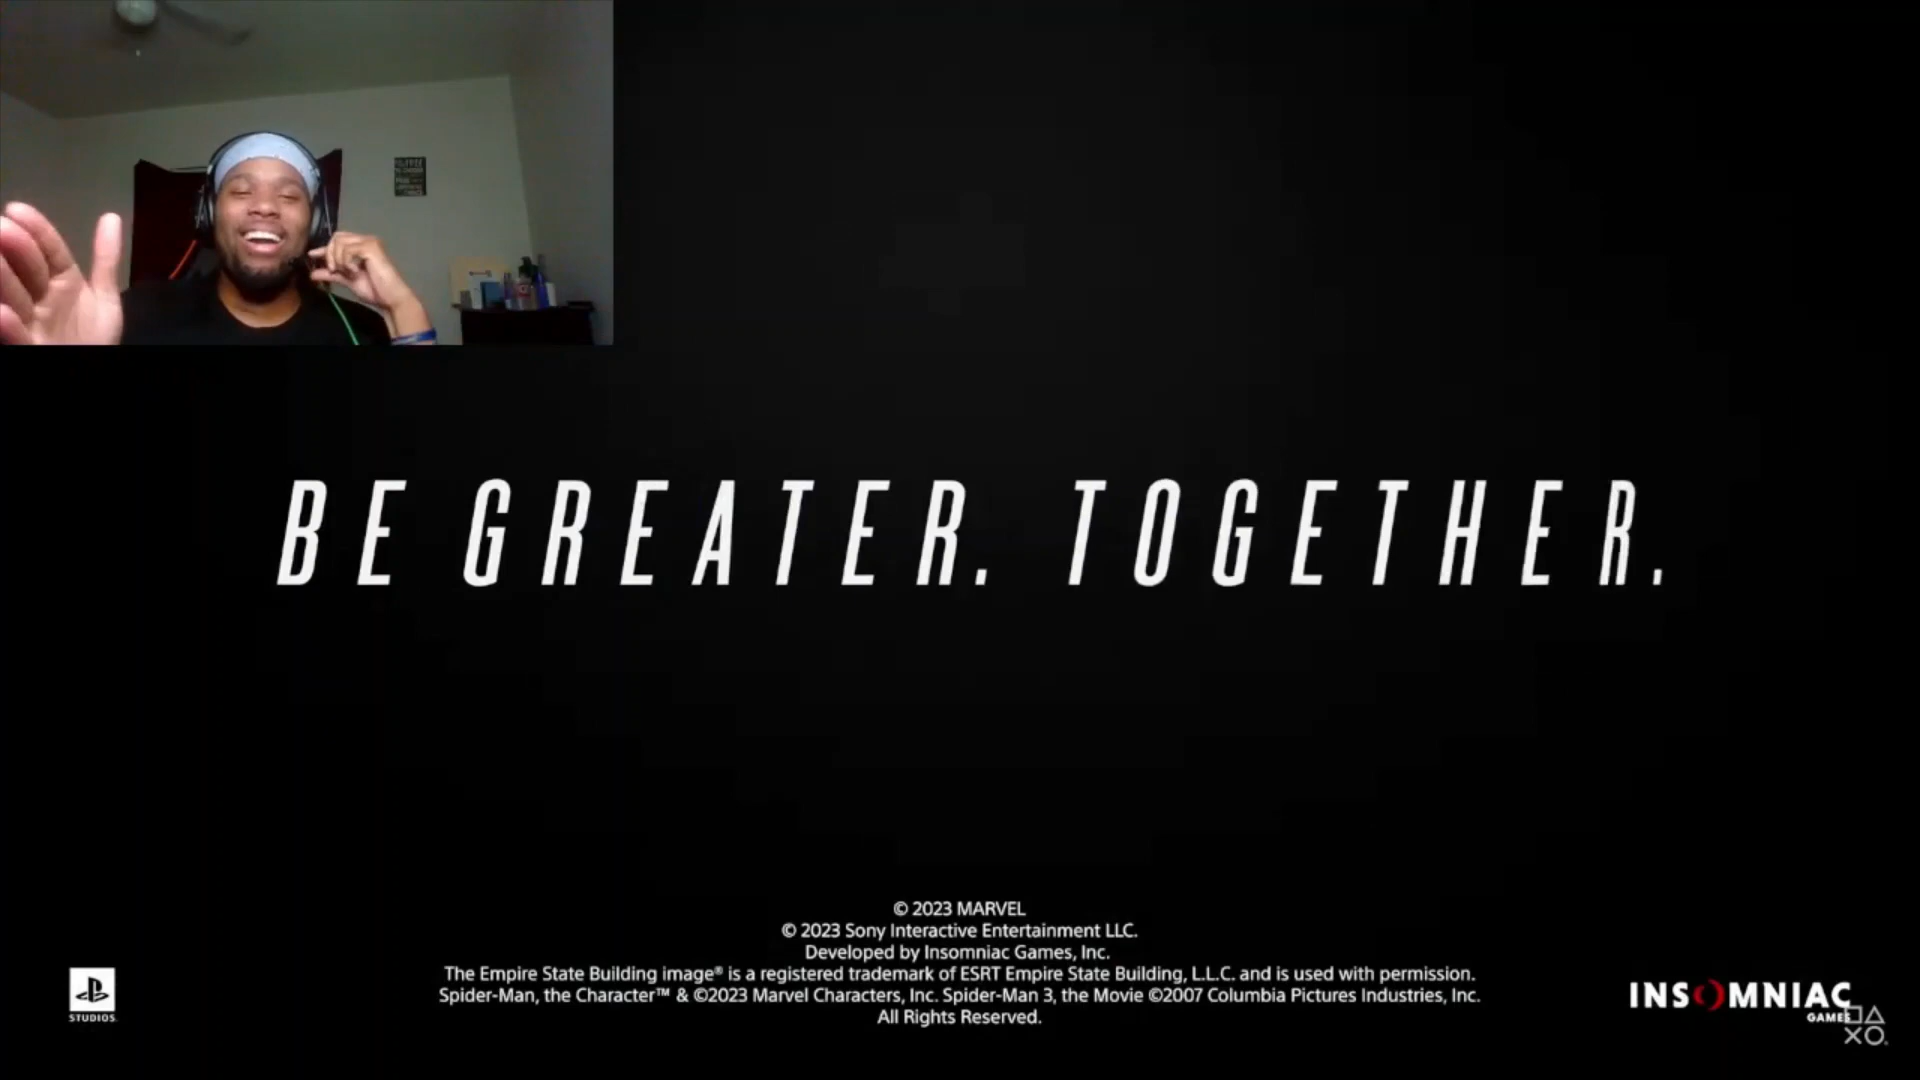 BE GREATER. TOGETHER.
© 2023 MARVEL
© 2023 Sony Interactive Entertainment LLC.
Developed by Insomniac Games, Inc.
The Empire State Building image® is a registered trademark of ESRT Empire State Building, L.L.C. and is used with permission.
Spider-Man, the Character™ & ©2023 Marvel Characters, Inc. Spider-Man 3, the Movie ©2007 Columbia Pictures Industries, Inc.
All Rights Reserved.
STUDIOS
INSOMNIAC
GAMES